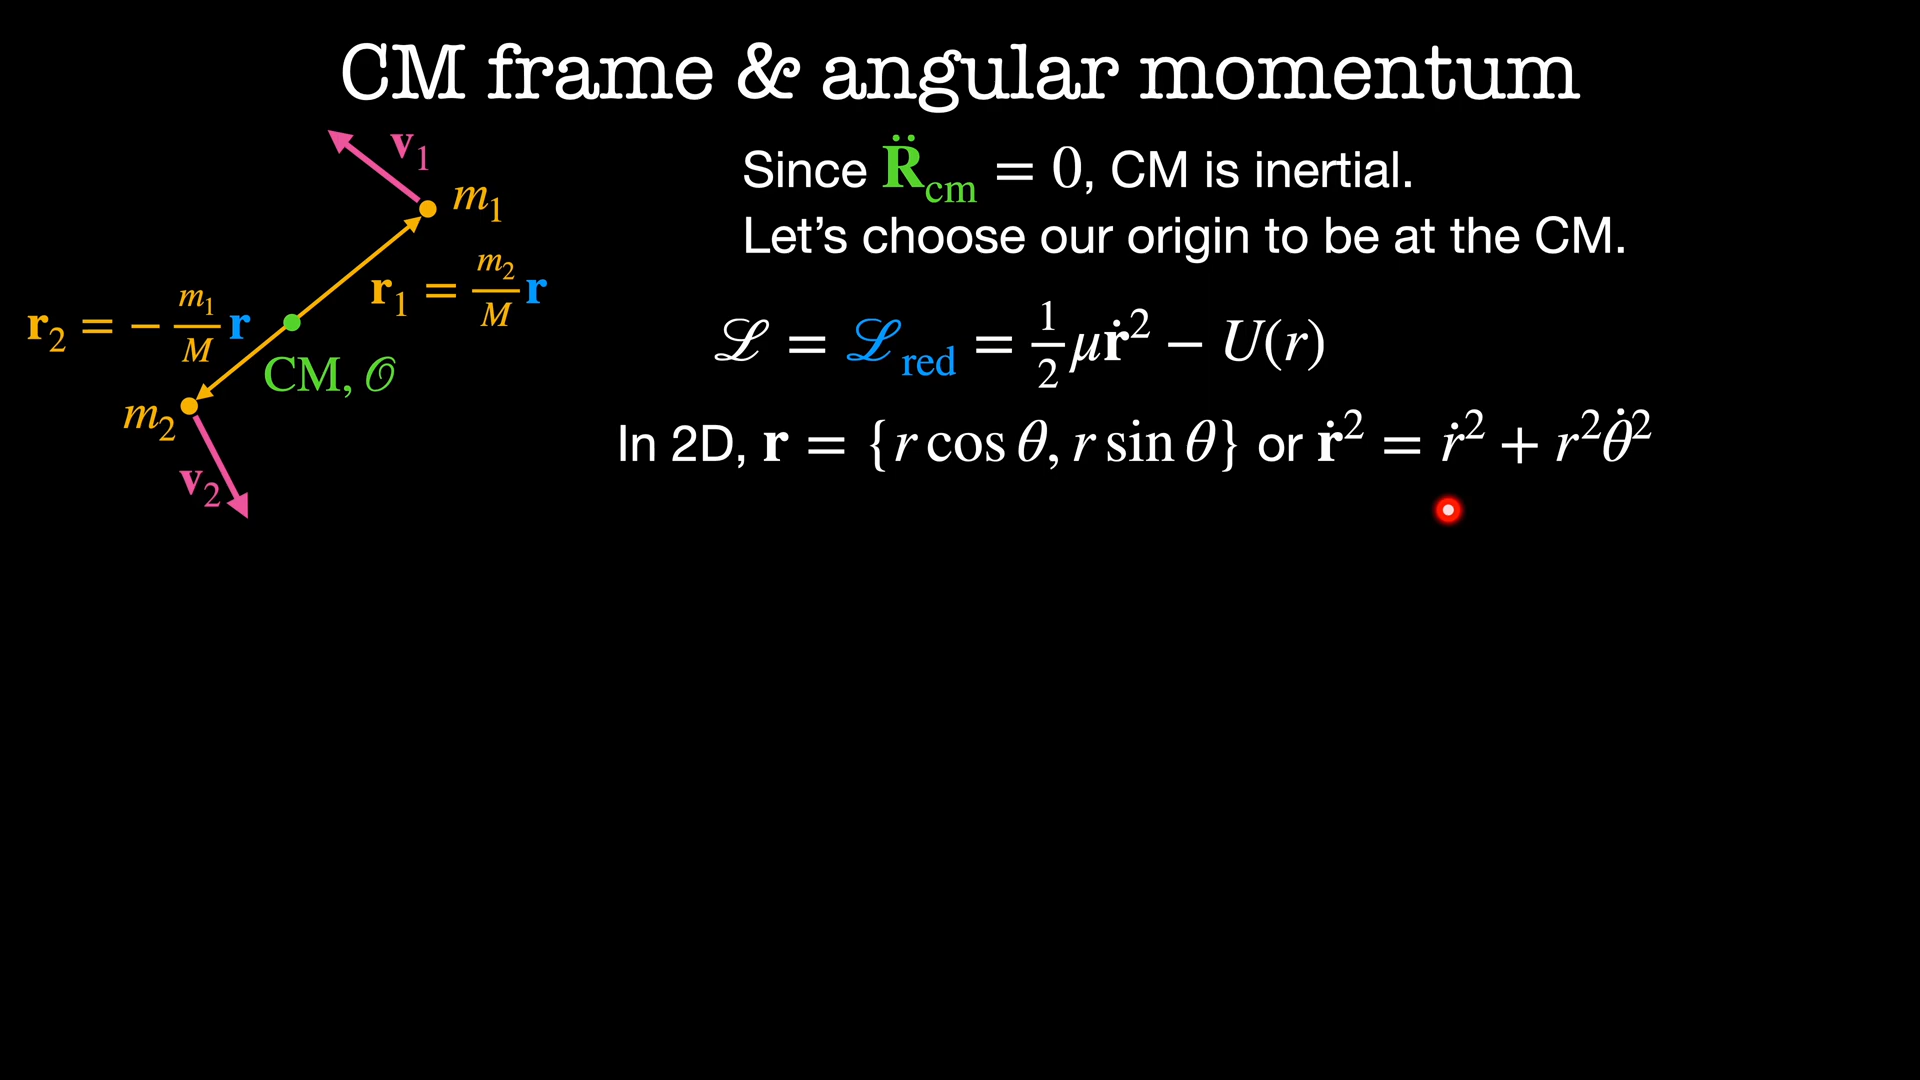 CM frame & angular momentum
v₁
m₁
r₁ = m₂/M r
r₂ = − m₁/M r
CM, 𝒪
m₂
v₂
Since R̈cm = 0, CM is inertial.
Let’s choose our origin to be at the CM.
ℒ = ℒred = 1/2 μṙ² − U(r)
In 2D, r = {r cos θ, r sin θ} or ṙ² = ṙ² + r²θ̇²